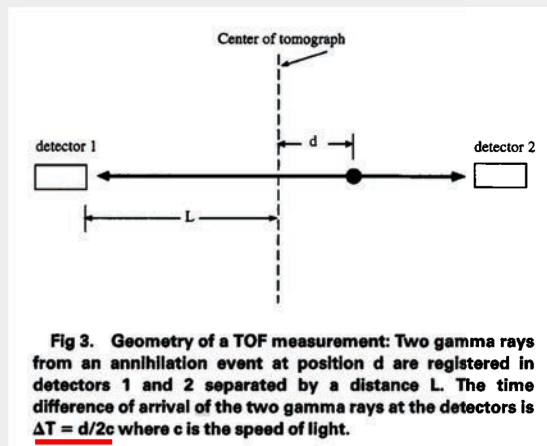 Center of tomograph
d
detector 1
detector 2
L
Fig 3. Geometry of a TOF measurement: Two gamma rays
from an annihilation event at position d are registered in
detectors 1 and 2 separated by a distance L. The time
difference of arrival of the two gamma rays at the detectors is
ΔT = d/2c where c is the speed of light.